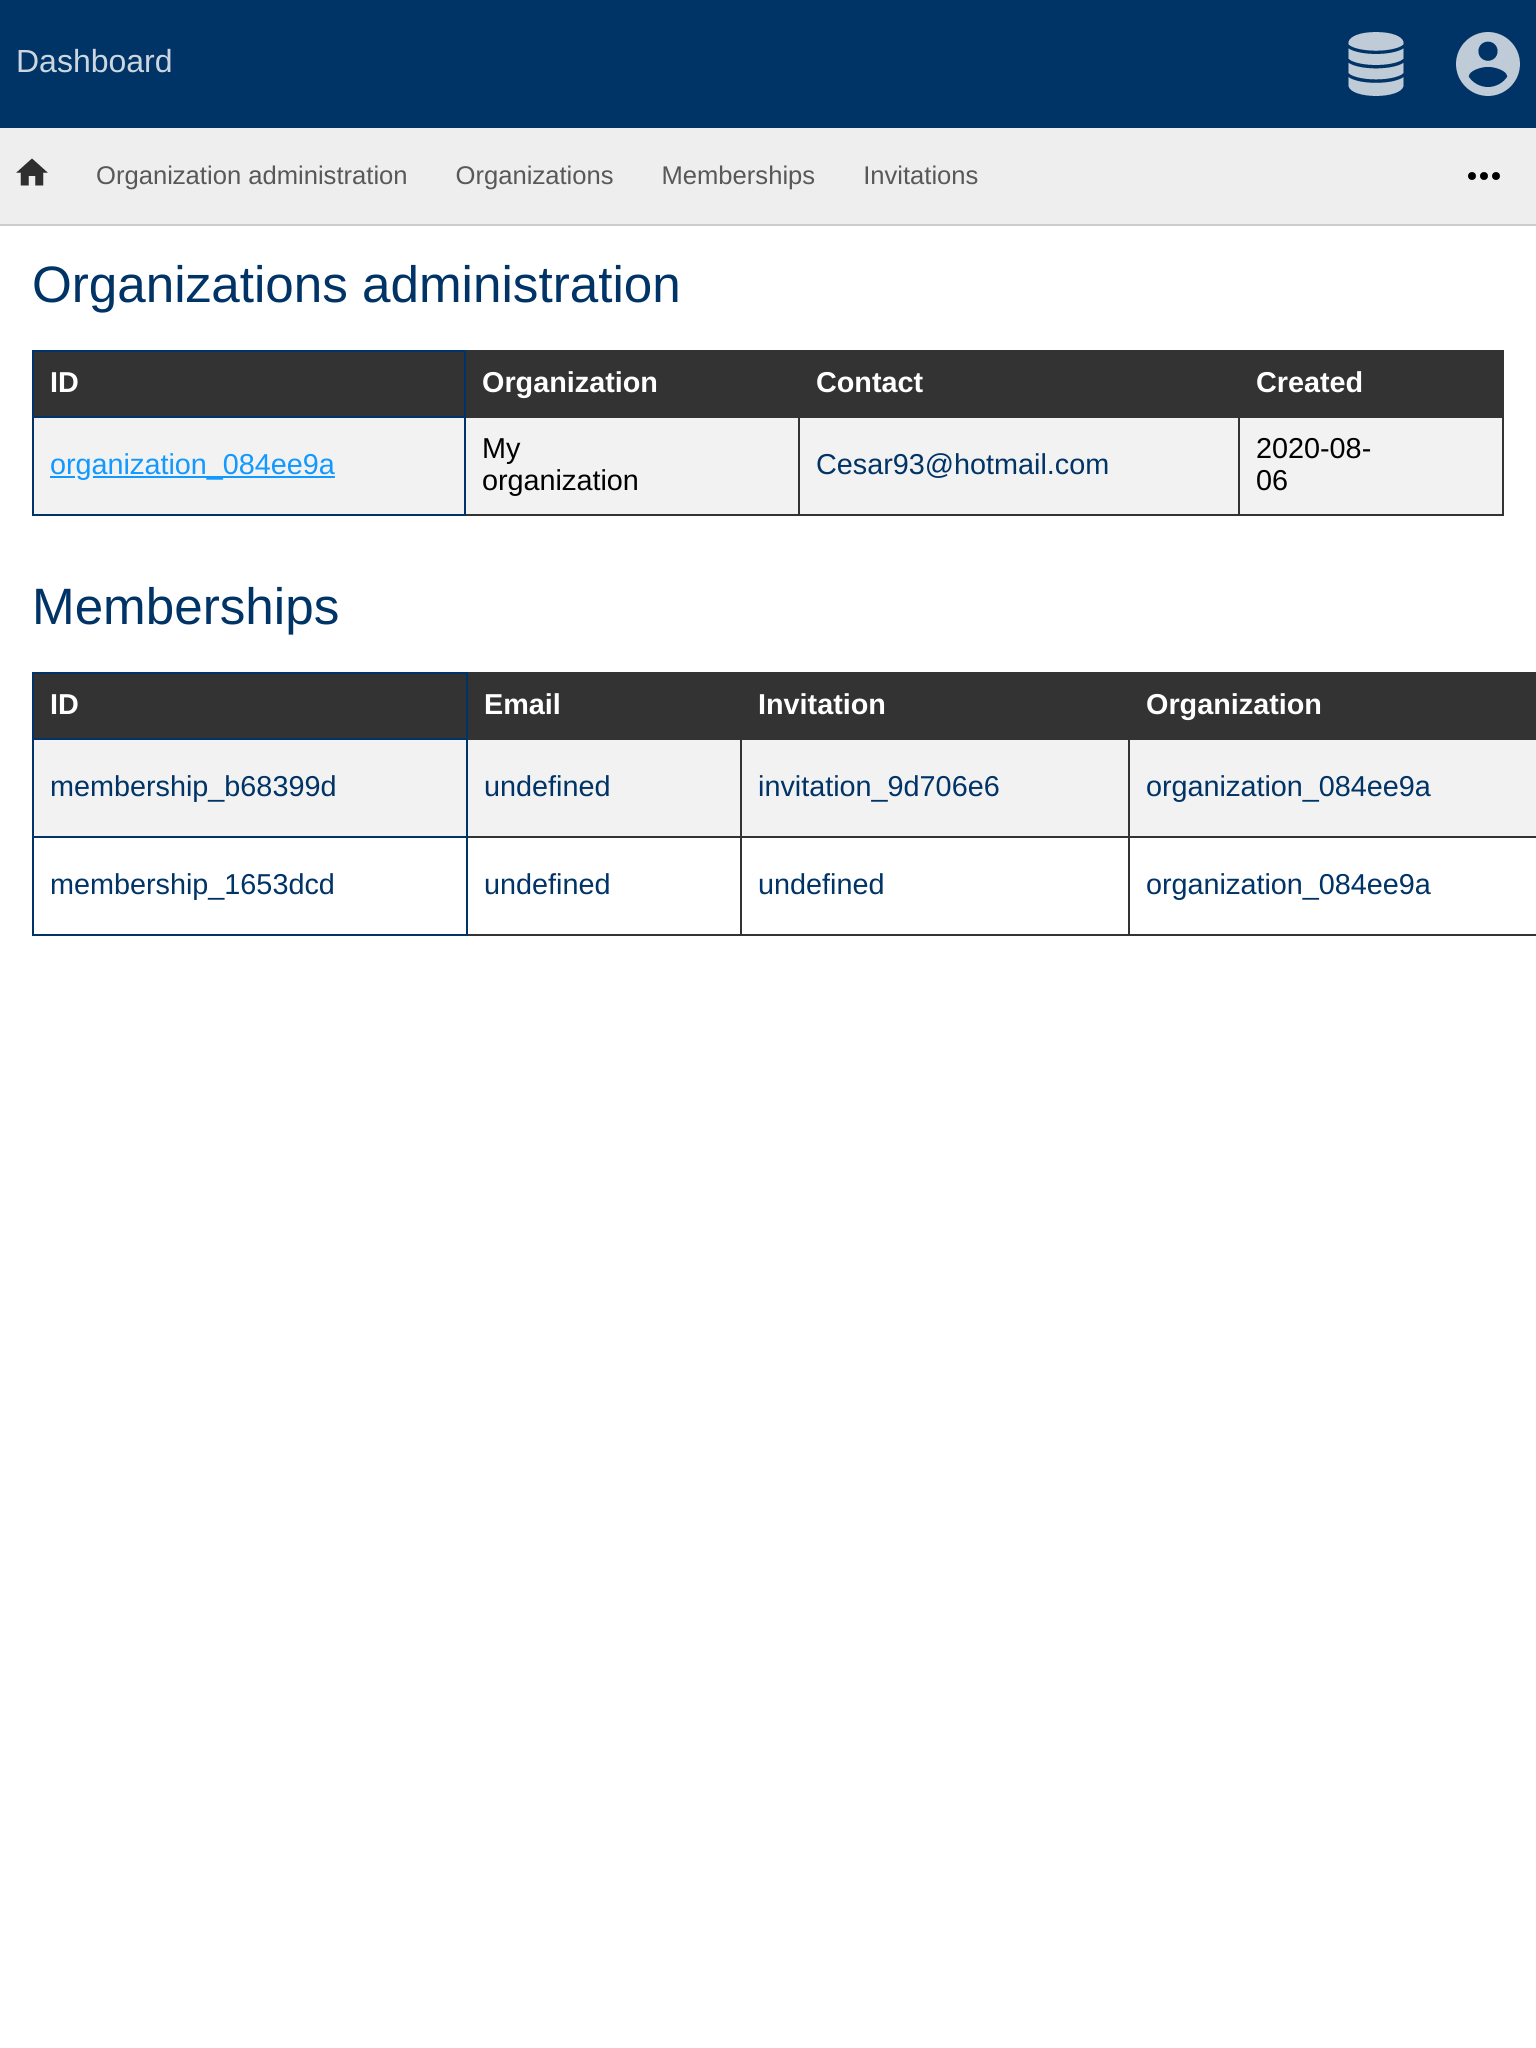 Dashboard
Organization administration Organizations Memberships Invitations
Organizations administration
ID Organization Contact Created
organization_084ee9a My organization Cesar93@hotmail.com 2020-08-06
Memberships
ID Email Invitation Organization
membership_b68399d undefined invitation_9d706e6 organization_084ee9a
membership_1653dcd undefined undefined organization_084ee9a